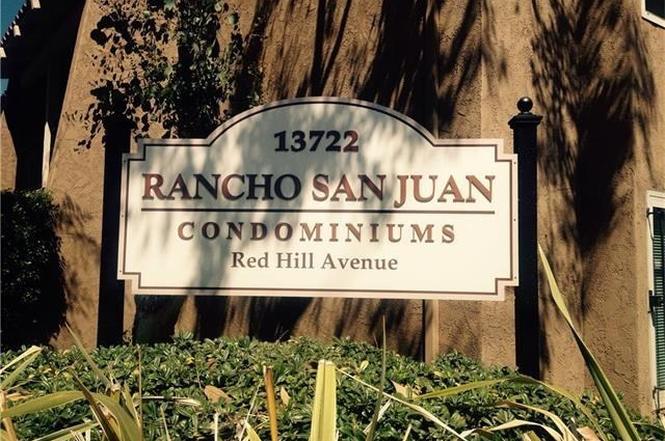 13722
RANCHO SAN JUAN
CONDOMINIUMS
Red Hill Avenue